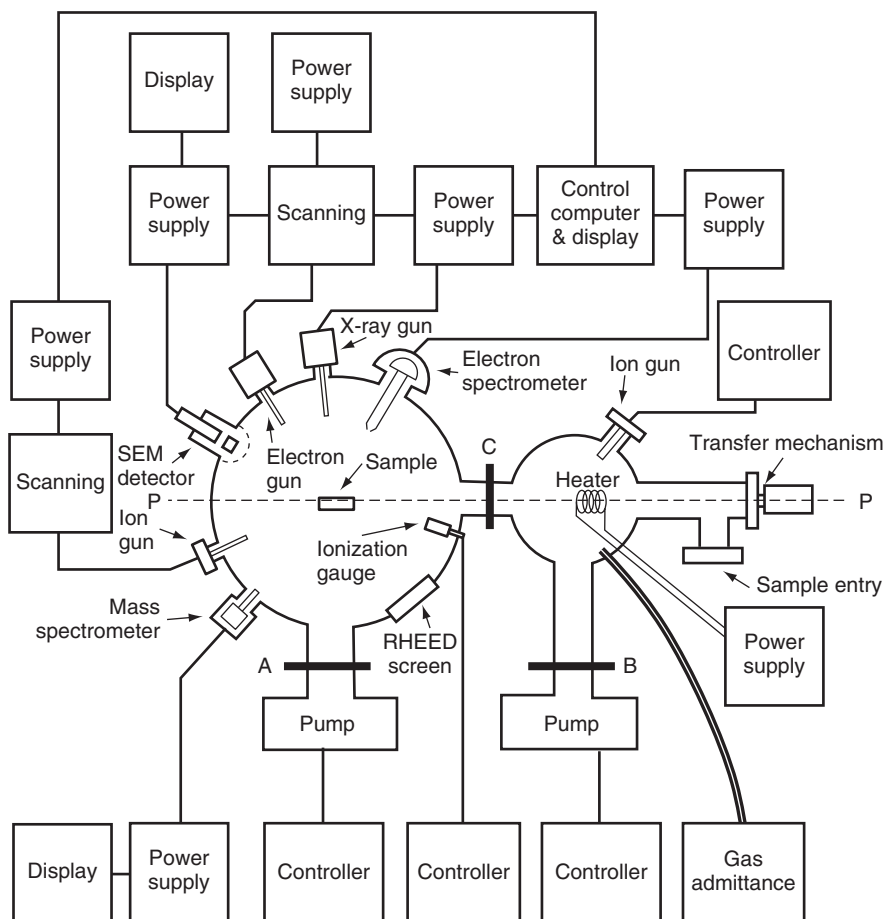 Display
Power
supply
Power
supply
Scanning
Power
supply
Control
computer
& display
Power
supply
Power
supply
X-ray gun
Electron
spectrometer
Ion gun
Controller
Scanning
SEM
detector
Electron
gun
Sample
C
Heater
Transfer mechanism
P
P
Ion
gun
Ionization
gauge
Sample entry
Mass
spectrometer
RHEED
screen
A
B
Power
supply
Pump
Pump
Display
Power
supply
Controller
Controller
Controller
Gas
admittance